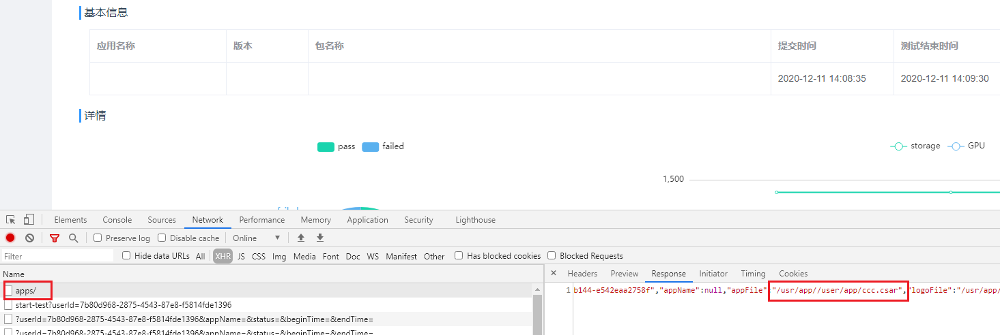 基本信息
应用名称 版本 包名称 提交时间 测试结束时间
2020-12-11 14:08:35 2020-12-11 14:09:30
详情
pass failed storage GPU
1,500
failed
Elements Console Sources Network Performance Memory Application Security Lighthouse
Preserve log Disable cache Online
Filter Hide data URLs All XHR JS CSS Img Media Font Doc WS Manifest Other Has blocked cookies Blocked Requests
Name × Headers Preview Response Initiator Timing Cookies
apps/ 1 b144-e542eaa2758f","appName":null,"appFile":"/usr/app//user/app/ccc.csar","logoFile":"/usr/app/
start-test?userId=7b80d968-2875-4543-87e8-f5814fde1396
?userId=7b80d968-2875-4543-87e8-f5814fde1396&appName=&status=&beginTime=&endTime=
?userId=7b80d968-2875-4543-87e8-f5814fde1396&appName=&status=&beginTime=&endTime=